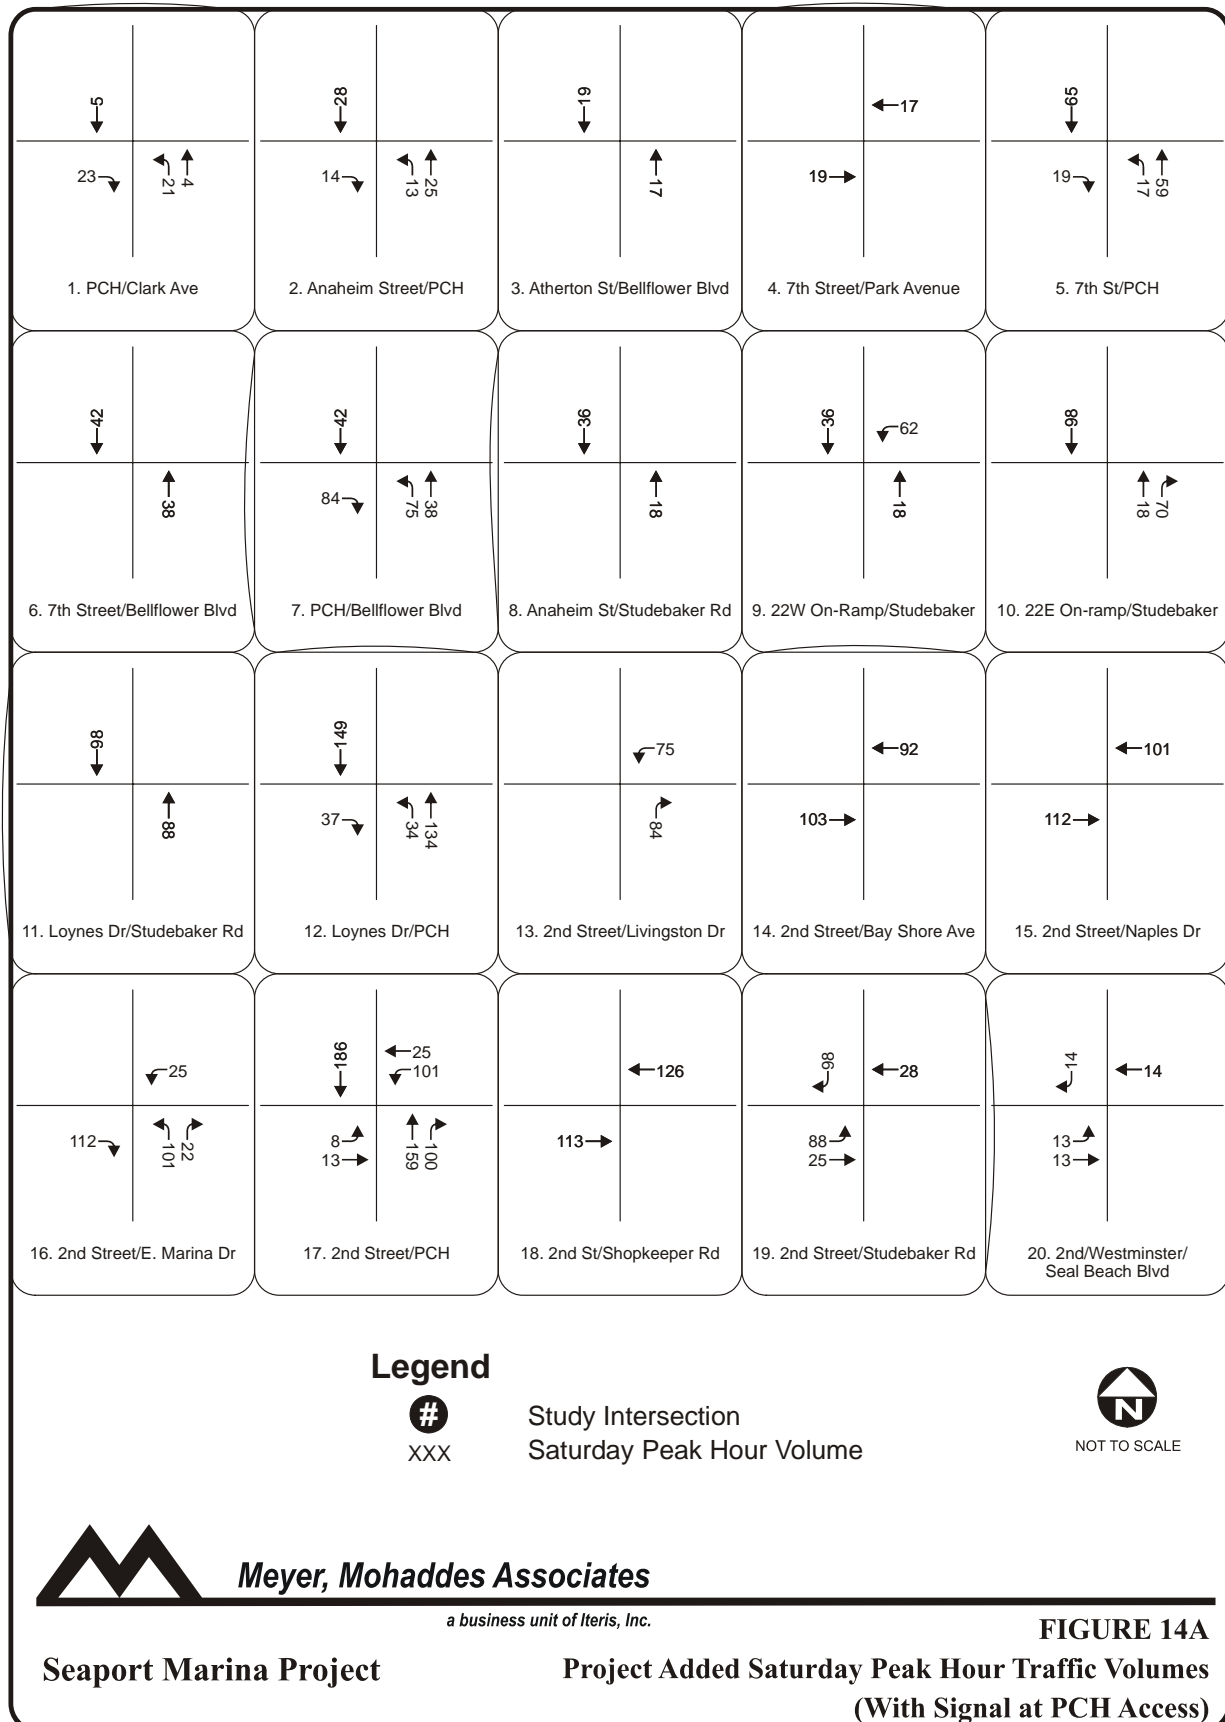 5
23
21
4
1. PCH/Clark Ave
28
14
13
25
2. Anaheim Street/PCH
19
17
3. Atherton St/Bellflower Blvd
17
19
4. 7th Street/Park Avenue
65
19
17
59
5. 7th St/PCH
42
38
6. 7th Street/Bellflower Blvd
42
84
75
38
7. PCH/Bellflower Blvd
36
18
8. Anaheim St/Studebaker Rd
36
62
18
9. 22W On-Ramp/Studebaker
98
18
70
10. 22E On-ramp/Studebaker
98
88
11. Loynes Dr/Studebaker Rd
149
37
34
134
12. Loynes Dr/PCH
75
84
13. 2nd Street/Livingston Dr
92
103
14. 2nd Street/Bay Shore Ave
101
112
15. 2nd Street/Naples Dr
25
112
101
22
16. 2nd Street/E. Marina Dr
186
25
101
8
13
159
100
17. 2nd Street/PCH
126
113
18. 2nd St/Shopkeeper Rd
98
28
88
25
19. 2nd Street/Studebaker Rd
14
14
13
13
20. 2nd/Westminster/
Seal Beach Blvd
Legend
# Study Intersection
XXX Saturday Peak Hour Volume
N
NOT TO SCALE
Meyer, Mohaddes Associates
a business unit of Iteris, Inc.
FIGURE 14A
Seaport Marina Project
Project Added Saturday Peak Hour Traffic Volumes
(With Signal at PCH Access)